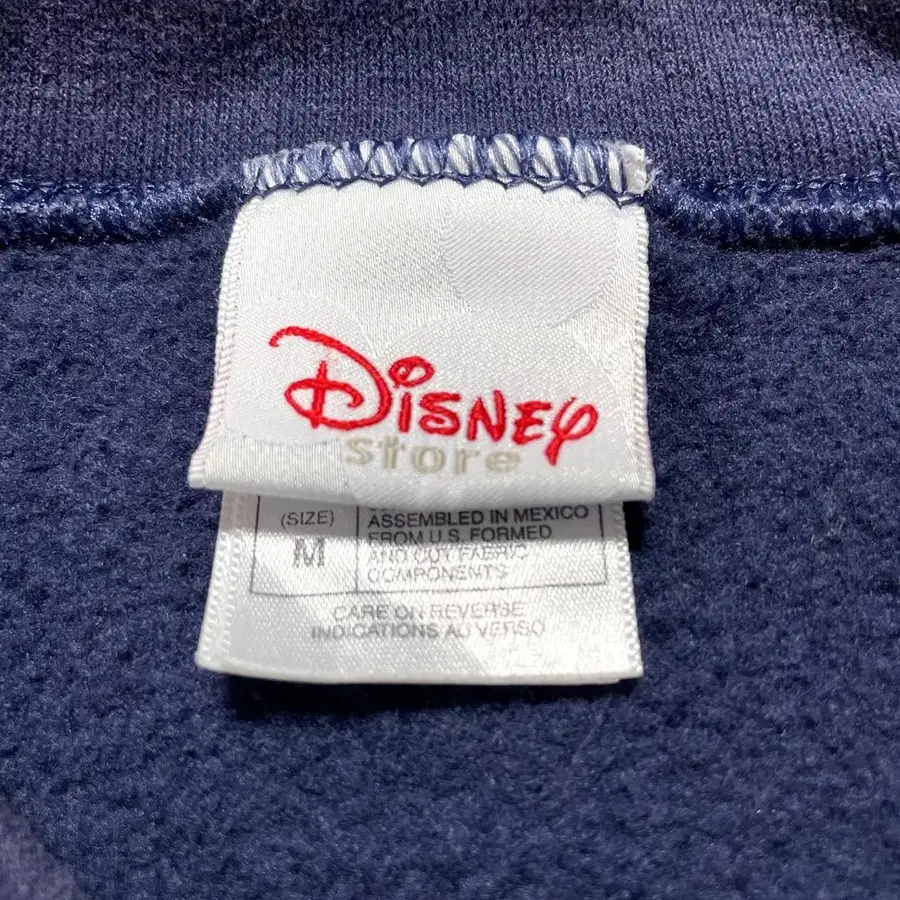 Disney
store
(SIZE)
M
ASSEMBLED IN MEXICO
FROM U.S. FORMED
AND CUT FABRIC
COMPONENTS
CARE ON REVERSE
INDICATIONS AU VERSO